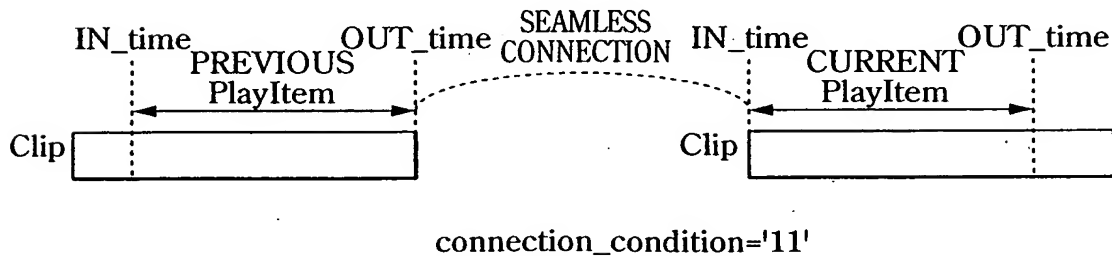 SEAMLESS
CONNECTION
IN_time OUT_time IN_time OUT_time
PREVIOUS
PlayItem
CURRENT
PlayItem
Clip Clip
connection_condition='11'